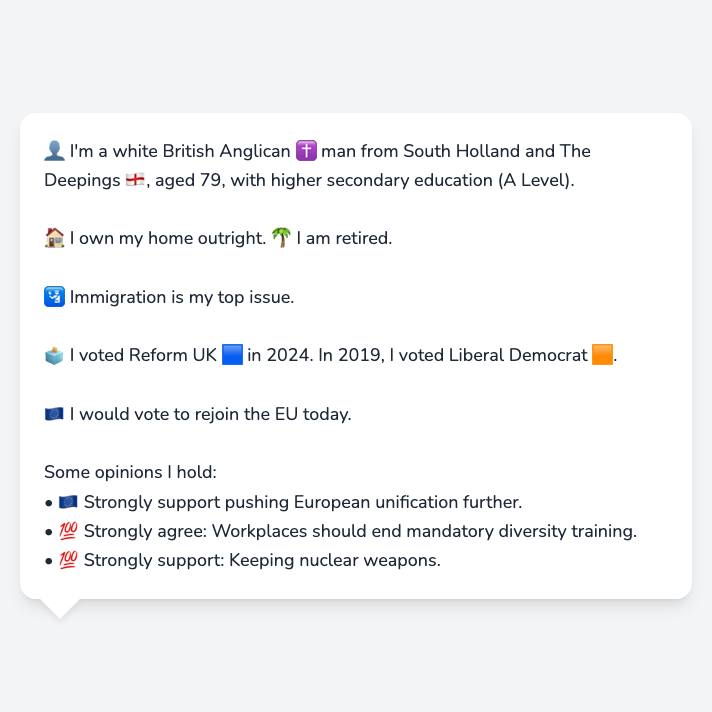 👤 I'm a white British Anglican ✝️ man from South Holland and The
Deepings 🏴󠁧󠁢󠁥󠁮󠁧󠁿, aged 79, with higher secondary education (A Level).
🏠 I own my home outright. 🌴 I am retired.
🛂 Immigration is my top issue.
🗳️ I voted Reform UK 🟦 in 2024. In 2019, I voted Liberal Democrat 🟧.
🇪🇺 I would vote to rejoin the EU today.
Some opinions I hold:
• 🇪🇺 Strongly support pushing European unification further.
• 💯 Strongly agree: Workplaces should end mandatory diversity training.
• 💯 Strongly support: Keeping nuclear weapons.